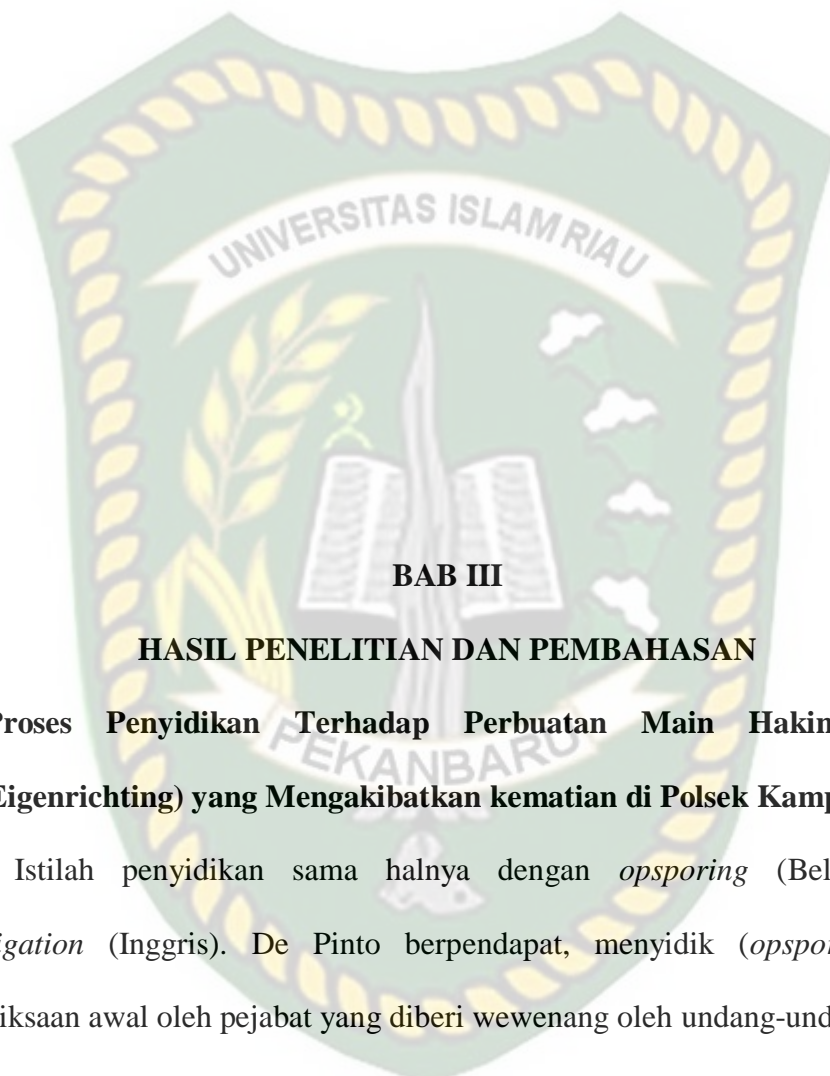 UNIVERSITAS ISLAM RIAU
BAB III
HASIL PENELITIAN DAN PEMBAHASAN
Proses Penyidikan Terhadap Perbuatan Main Hakim
Eigenrichting) yang Mengakibatkan kematian di Polsek Kamp
PEKANBARU
Istilah penyidikan sama halnya dengan opsporing (Bel
igation (Inggris). De Pinto berpendapat, menyidik (opspor
iksaan awal oleh pejabat yang diberi wewenang oleh undang-und